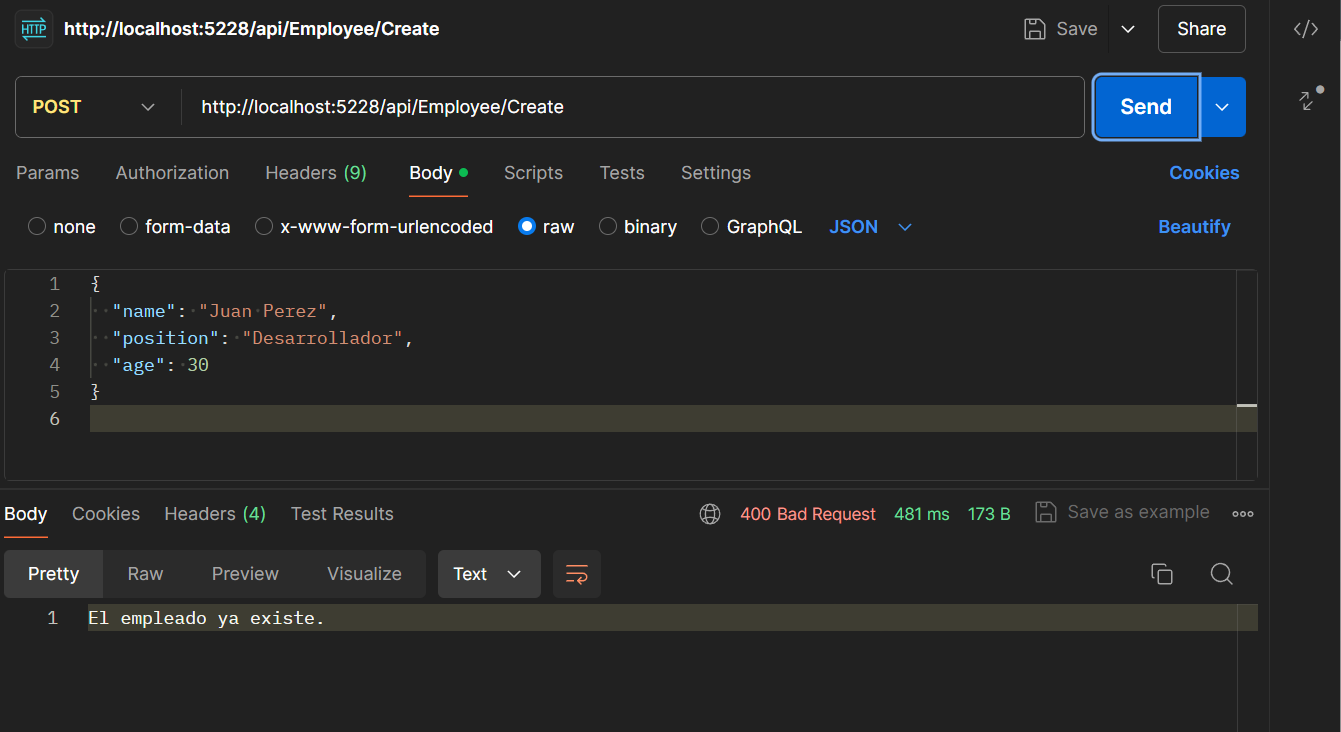 HTTP http://localhost:5228/api/Employee/Create Save Share
POST http://localhost:5228/api/Employee/Create Send
Params Authorization Headers (9) Body Scripts Tests Settings Cookies
none form-data x-www-form-urlencoded raw binary GraphQL JSON Beautify
1 {
2 "name": "Juan Perez",
3 "position": "Desarrollador",
4 "age": 30
5 }
6
Body Cookies Headers (4) Test Results 400 Bad Request 481 ms 173 B Save as example
Pretty Raw Preview Visualize Text
1 El empleado ya existe.